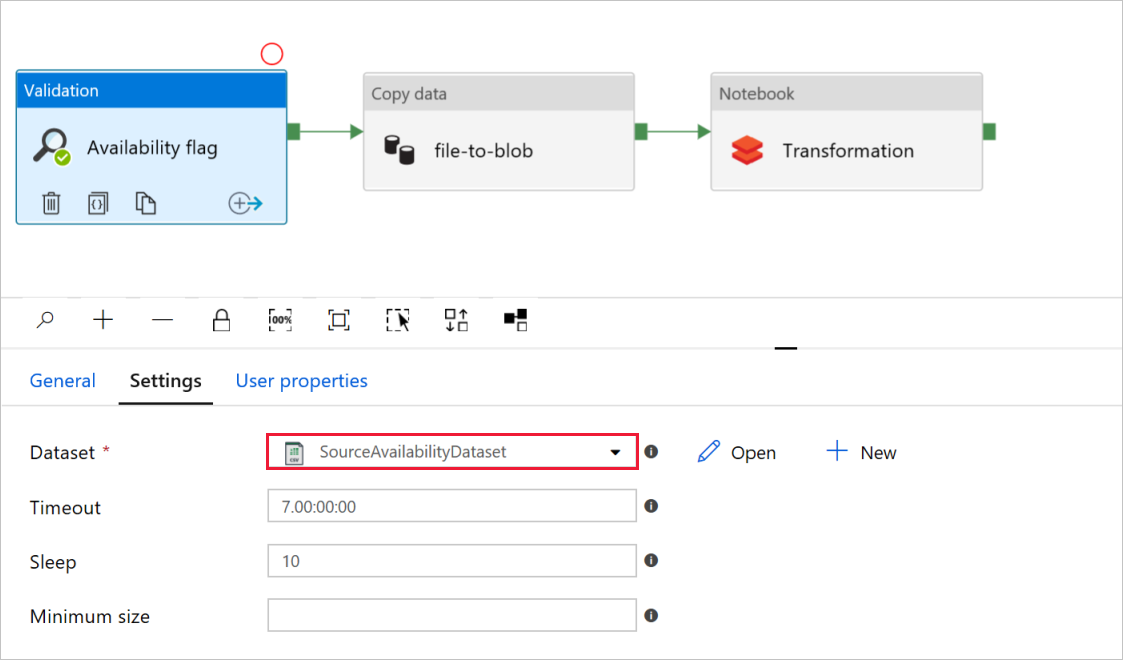 Validation
Availability flag
Copy data
file-to-blob
Notebook
Transformation
100%
General Settings User properties
Dataset * SourceAvailabilityDataset Open New
Timeout 7.00:00:00
Sleep 10
Minimum size